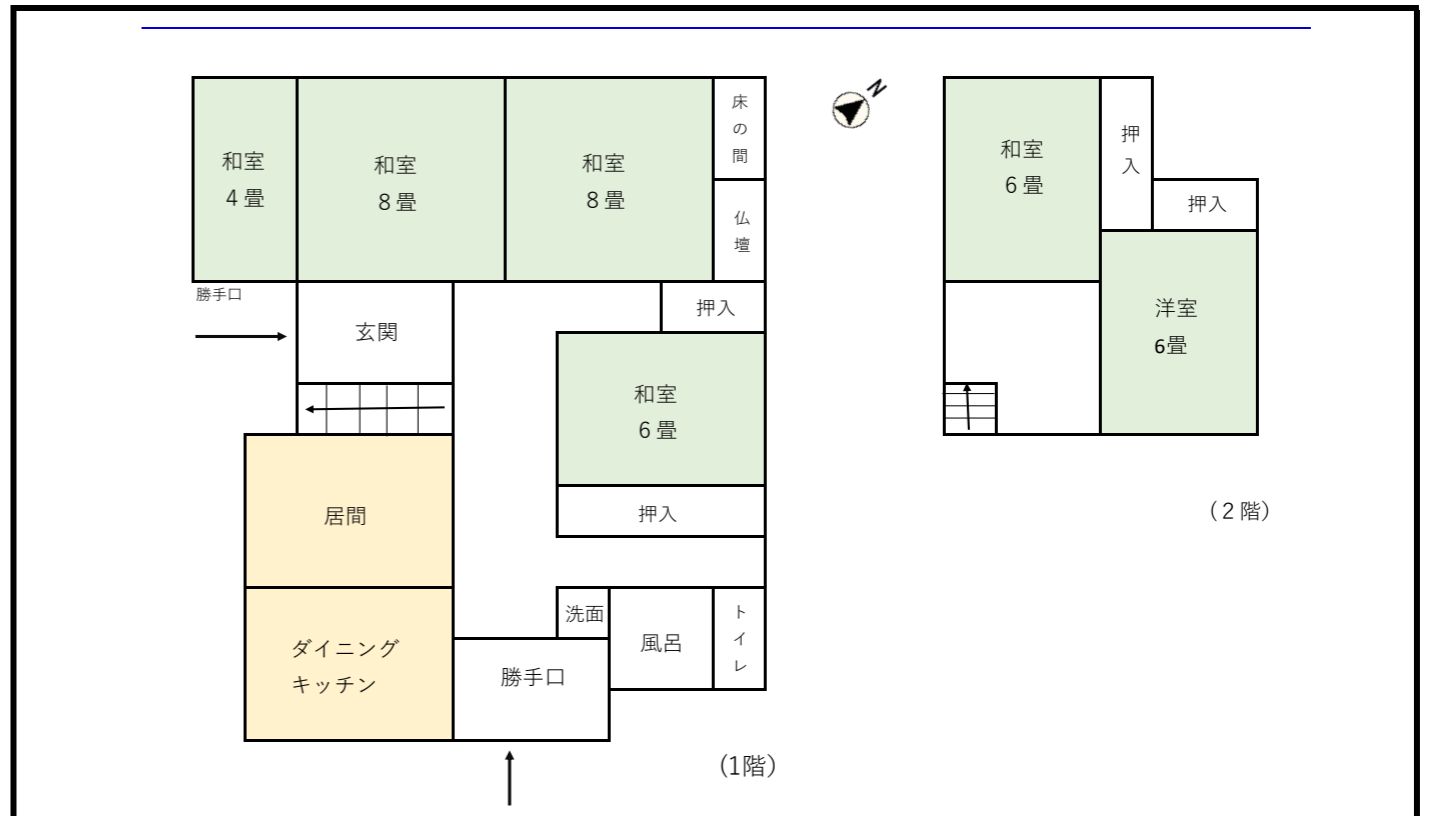 和室
４畳
和室
８畳
和室
８畳
床の間
仏壇
N
勝手口
玄関
押入
和室
６畳
押入
居間
ダイニング
キッチン
洗面
風呂
トイレ
勝手口
(1階)
和室
６畳
押入
押入
洋室
6畳
(２階)